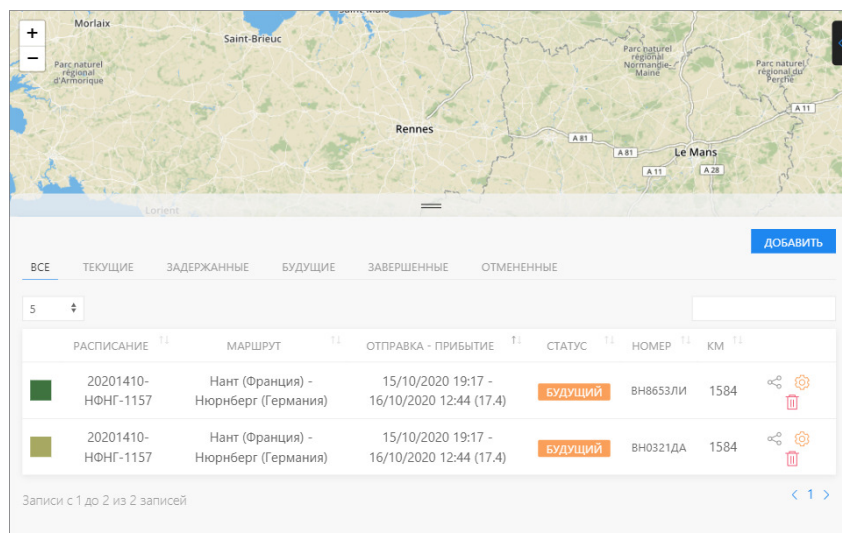 Morlaix
Saint-Malo
+
Saint-Brieuc
−
Parc naturel
régional
d'Armorique
Parc naturel
régional
Normandie-
Maine
Parc naturel
régional du
Perche
A 11
Rennes
A 81
A 81
Le Mans
A 11
A 28
Lorient
ДОБАВИТЬ
ВСЕ ТЕКУЩИЕ ЗАДЕРЖАННЫЕ БУДУЩИЕ ЗАВЕРШЕННЫЕ ОТМЕНЕННЫЕ
5
РАСПИСАНИЕ МАРШРУТ ОТПРАВКА - ПРИБЫТИЕ СТАТУС НОМЕР КМ
20201410-
НФНГ-1157
Нант (Франция) -
Нюрнберг (Германия)
15/10/2020 19:17 -
16/10/2020 12:44 (17.4)
БУДУЩИЙ
ВН8653ЛИ
1584
20201410-
НФНГ-1157
Нант (Франция) -
Нюрнберг (Германия)
15/10/2020 19:17 -
16/10/2020 12:44 (17.4)
БУДУЩИЙ
ВН0321ДА
1584
Записи с 1 до 2 из 2 записей
< 1 >